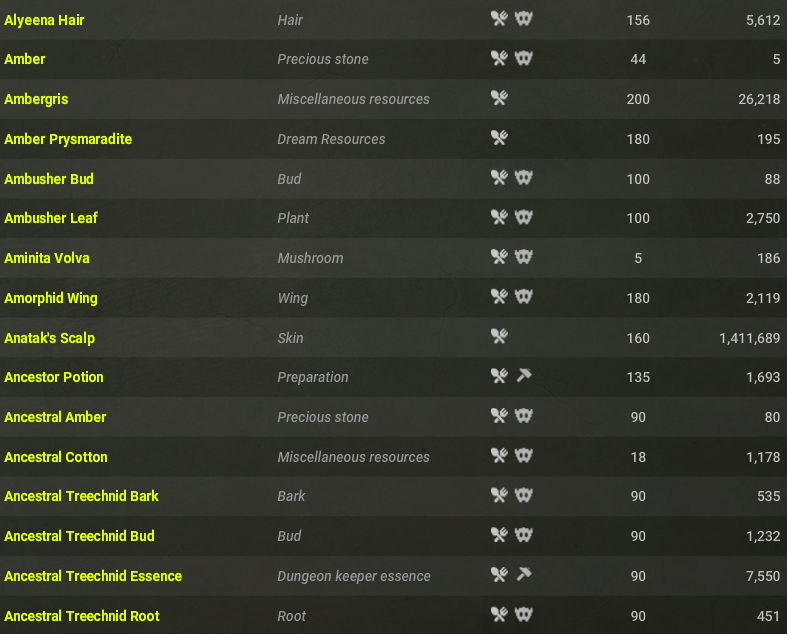 Alyeena Hair Hair 156 5,612
Amber Precious stone 44 5
Ambergris Miscellaneous resources 200 26,218
Amber Prysmaradite Dream Resources 180 195
Ambusher Bud Bud 100 88
Ambusher Leaf Plant 100 2,750
Aminita Volva Mushroom 5 186
Amorphid Wing Wing 180 2,119
Anatak's Scalp Skin 160 1,411,689
Ancestor Potion Preparation 135 1,693
Ancestral Amber Precious stone 90 80
Ancestral Cotton Miscellaneous resources 18 1,178
Ancestral Treechnid Bark Bark 90 535
Ancestral Treechnid Bud Bud 90 1,232
Ancestral Treechnid Essence Dungeon keeper essence 90 7,550
Ancestral Treechnid Root Root 90 451